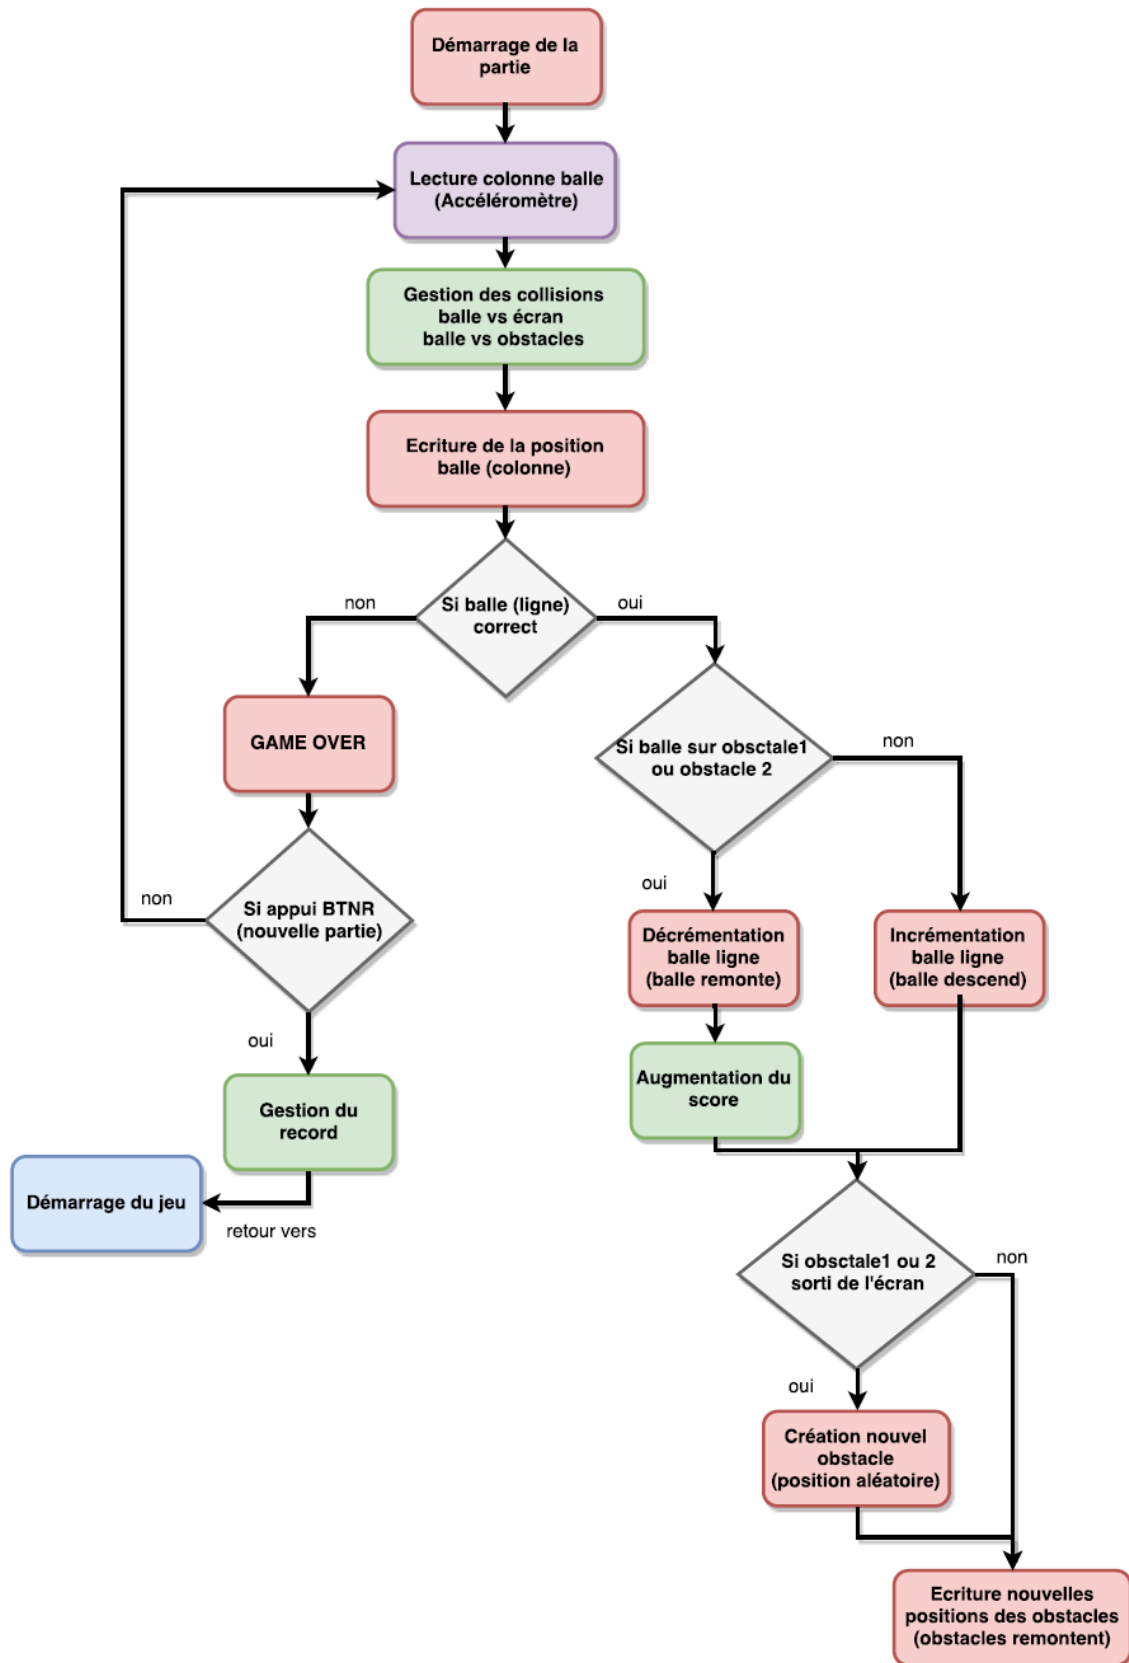 Démarrage de la
partie
Lecture colonne balle
(Accéléromètre)
Gestion des collisions
balle vs écran
balle vs obstacles
Ecriture de la position
balle (colonne)
Si balle (ligne)
correct
non
oui
GAME OVER
Si balle sur obsctale1
ou obstacle 2
non
Si appui BTNR
(nouvelle partie)
non
oui
Décrémentation
balle ligne
(balle remonte)
Incrémentation
balle ligne
(balle descend)
oui
Augmentation du
score
Gestion du
record
Démarrage du jeu
retour vers
Si obsctale1 ou 2
sorti de l'écran
non
oui
Création nouvel
obstacle
(position aléatoire)
Ecriture nouvelles
positions des obstacles
(obstacles remontent)